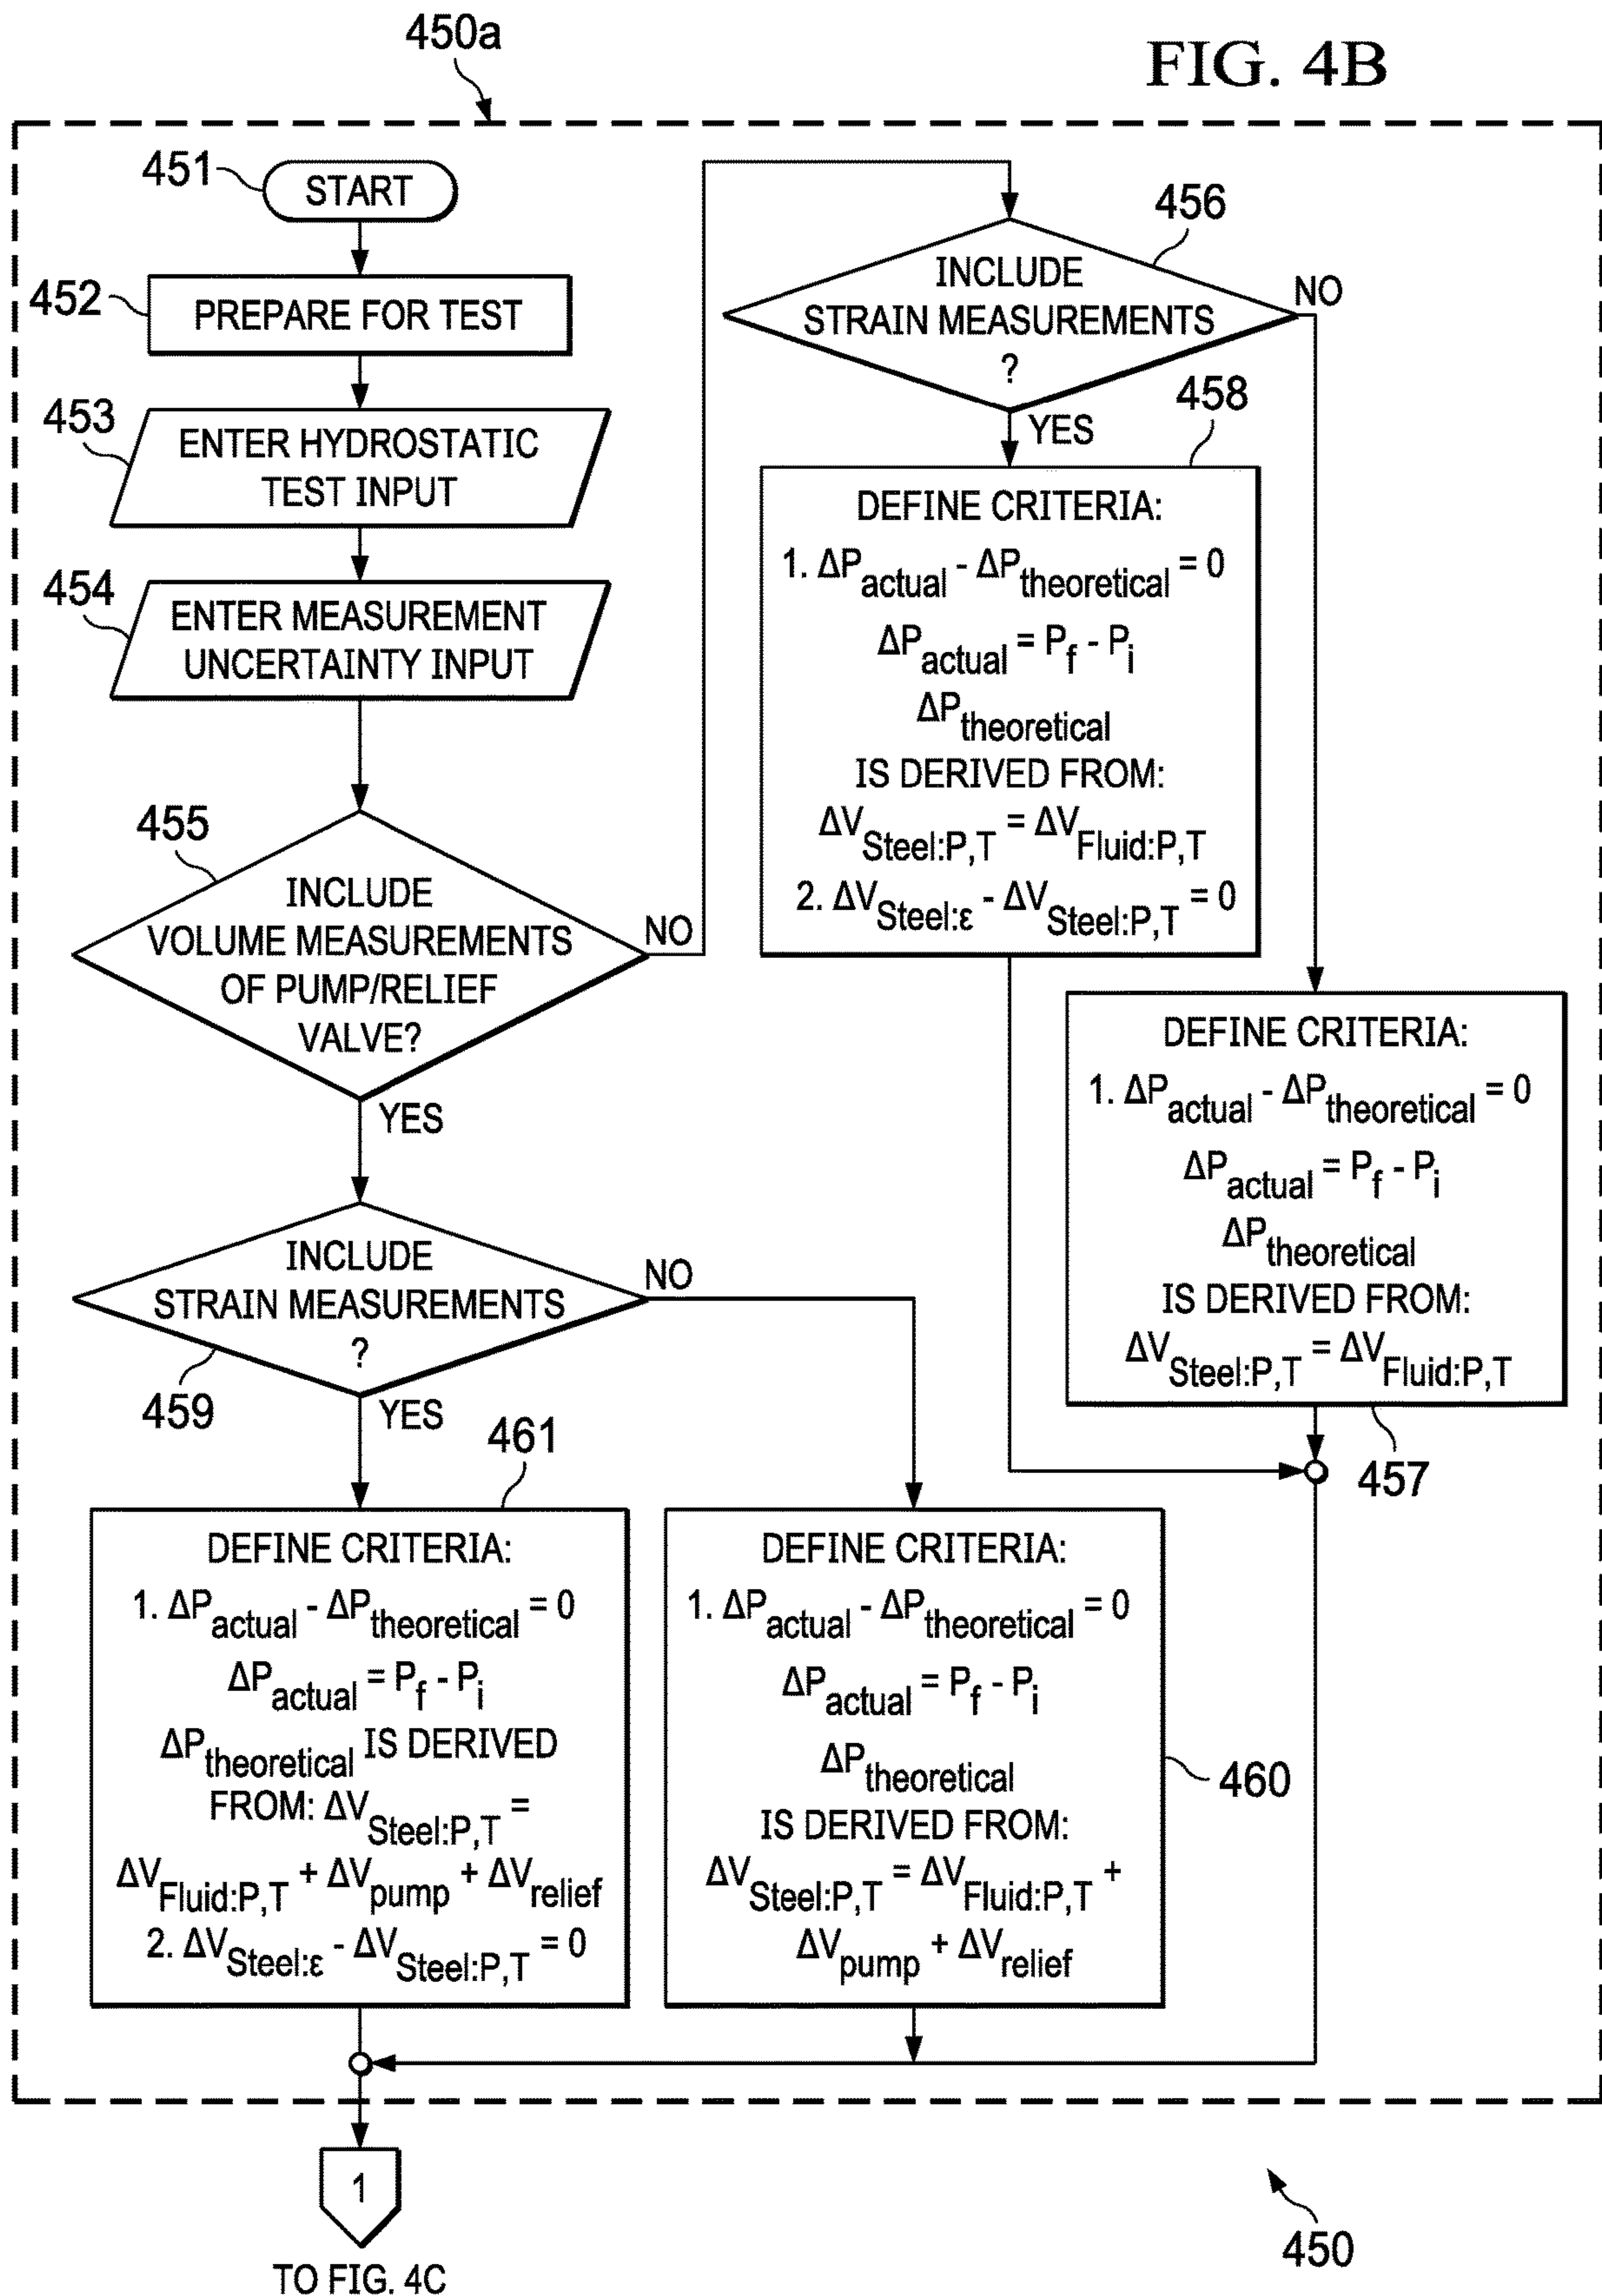 450a
FIG. 4B
451
START
452
PREPARE FOR TEST
453
ENTER HYDROSTATIC
TEST INPUT
454
ENTER MEASUREMENT
UNCERTAINTY INPUT
455
INCLUDE
VOLUME MEASUREMENTS
OF PUMP/RELIEF
VALVE?
NO
YES
456
INCLUDE
STRAIN MEASUREMENTS
?
NO
YES
458
DEFINE CRITERIA:
1. ΔPactual - ΔPtheoretical = 0
ΔPactual = Pf - Pi
ΔPtheoretical
IS DERIVED FROM:
ΔVSteel:P,T = ΔVFluid:P,T
2. ΔVSteel:ε - ΔVSteel:P,T = 0
DEFINE CRITERIA:
1. ΔPactual - ΔPtheoretical = 0
ΔPactual = Pf - Pi
ΔPtheoretical
IS DERIVED FROM:
ΔVSteel:P,T = ΔVFluid:P,T
457
INCLUDE
STRAIN MEASUREMENTS
?
NO
459
YES
461
DEFINE CRITERIA:
1. ΔPactual - ΔPtheoretical = 0
ΔPactual = Pf - Pi
ΔPtheoretical IS DERIVED
FROM: ΔVSteel:P,T =
ΔVFluid:P,T + ΔVpump + ΔVrelief
2. ΔVSteel:ε - ΔVSteel:P,T = 0
DEFINE CRITERIA:
1. ΔPactual - ΔPtheoretical = 0
ΔPactual = Pf - Pi
ΔPtheoretical
IS DERIVED FROM:
ΔVSteel:P,T = ΔVFluid:P,T +
ΔVpump + ΔVrelief
460
1
TO FIG. 4C
450